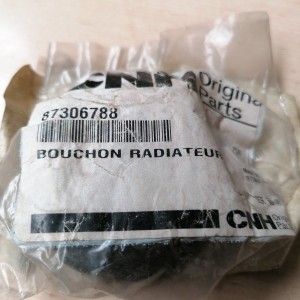 CNH
Original
Parts
87306788
BOUCHON RADIATEUR
CNH